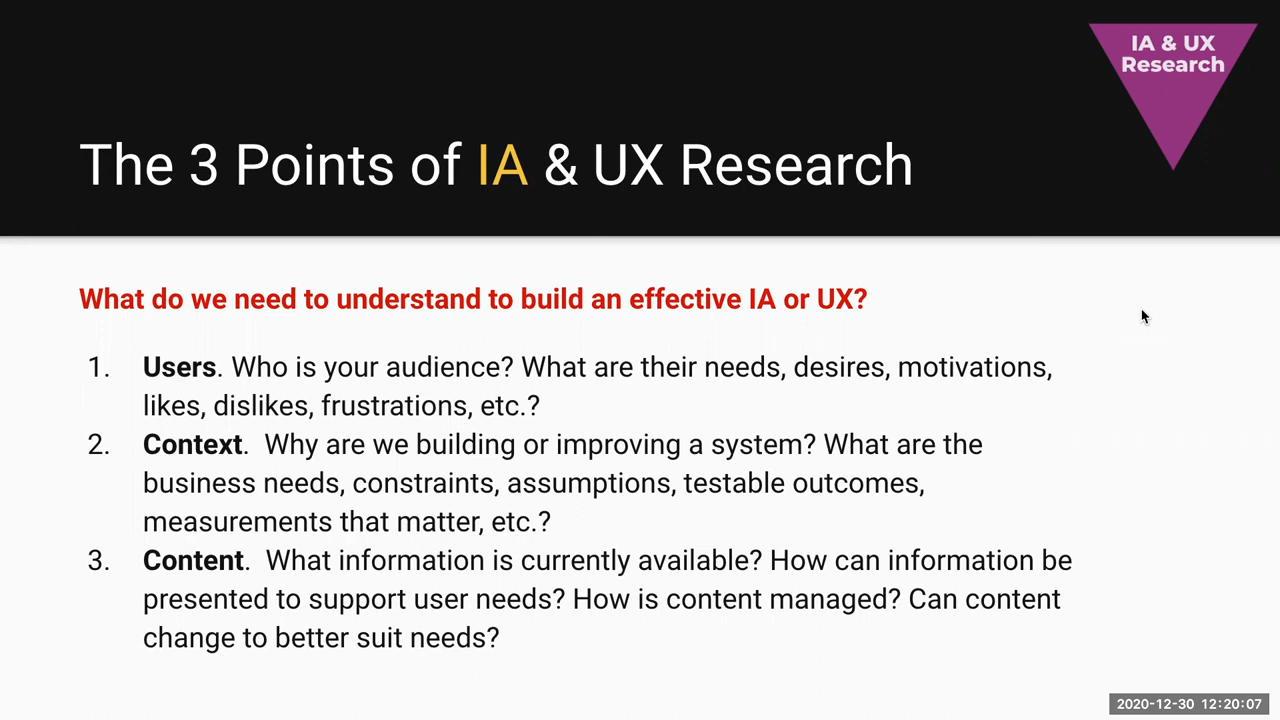 IA & UX
Research
The 3 Points of IA & UX Research
What do we need to understand to build an effective IA or UX?
1. Users. Who is your audience? What are their needs, desires, motivations,
likes, dislikes, frustrations, etc.?
2. Context.  Why are we building or improving a system? What are the
business needs, constraints, assumptions, testable outcomes,
measurements that matter, etc.?
3. Content.  What information is currently available? How can information be
presented to support user needs? How is content managed? Can content
change to better suit needs?
2020-12-30 12:20:07